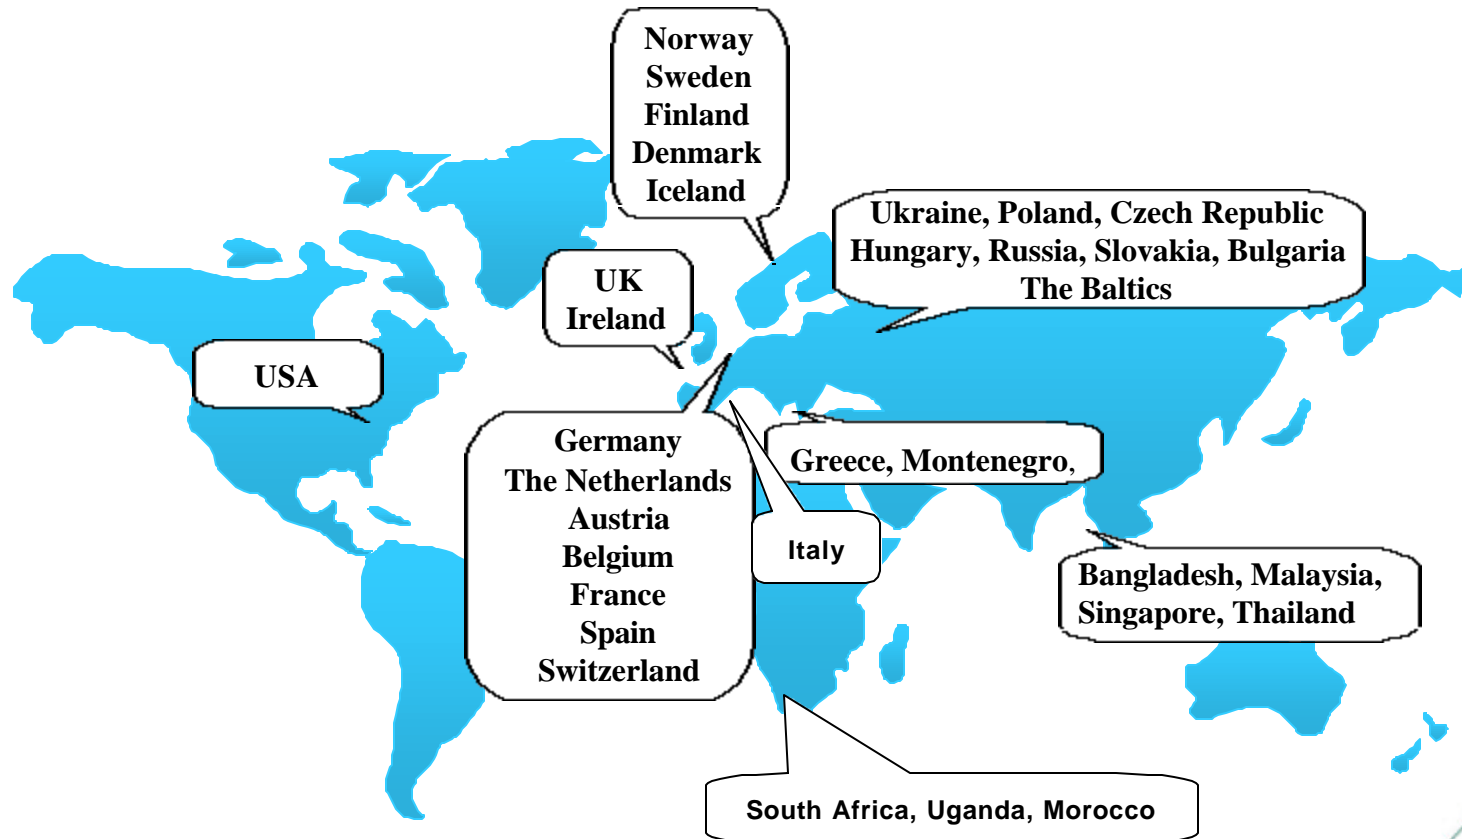 Norway
Sweden
Finland
Denmark
Iceland
Ukraine, Poland, Czech Republic
Hungary, Russia, Slovakia, Bulgaria
The Baltics
UK
Ireland
USA
Germany
The Netherlands
Austria
Belgium
France
Spain
Switzerland
Greece, Montenegro,
Italy
Bangladesh, Malaysia,
Singapore, Thailand
South Africa, Uganda, Morocco